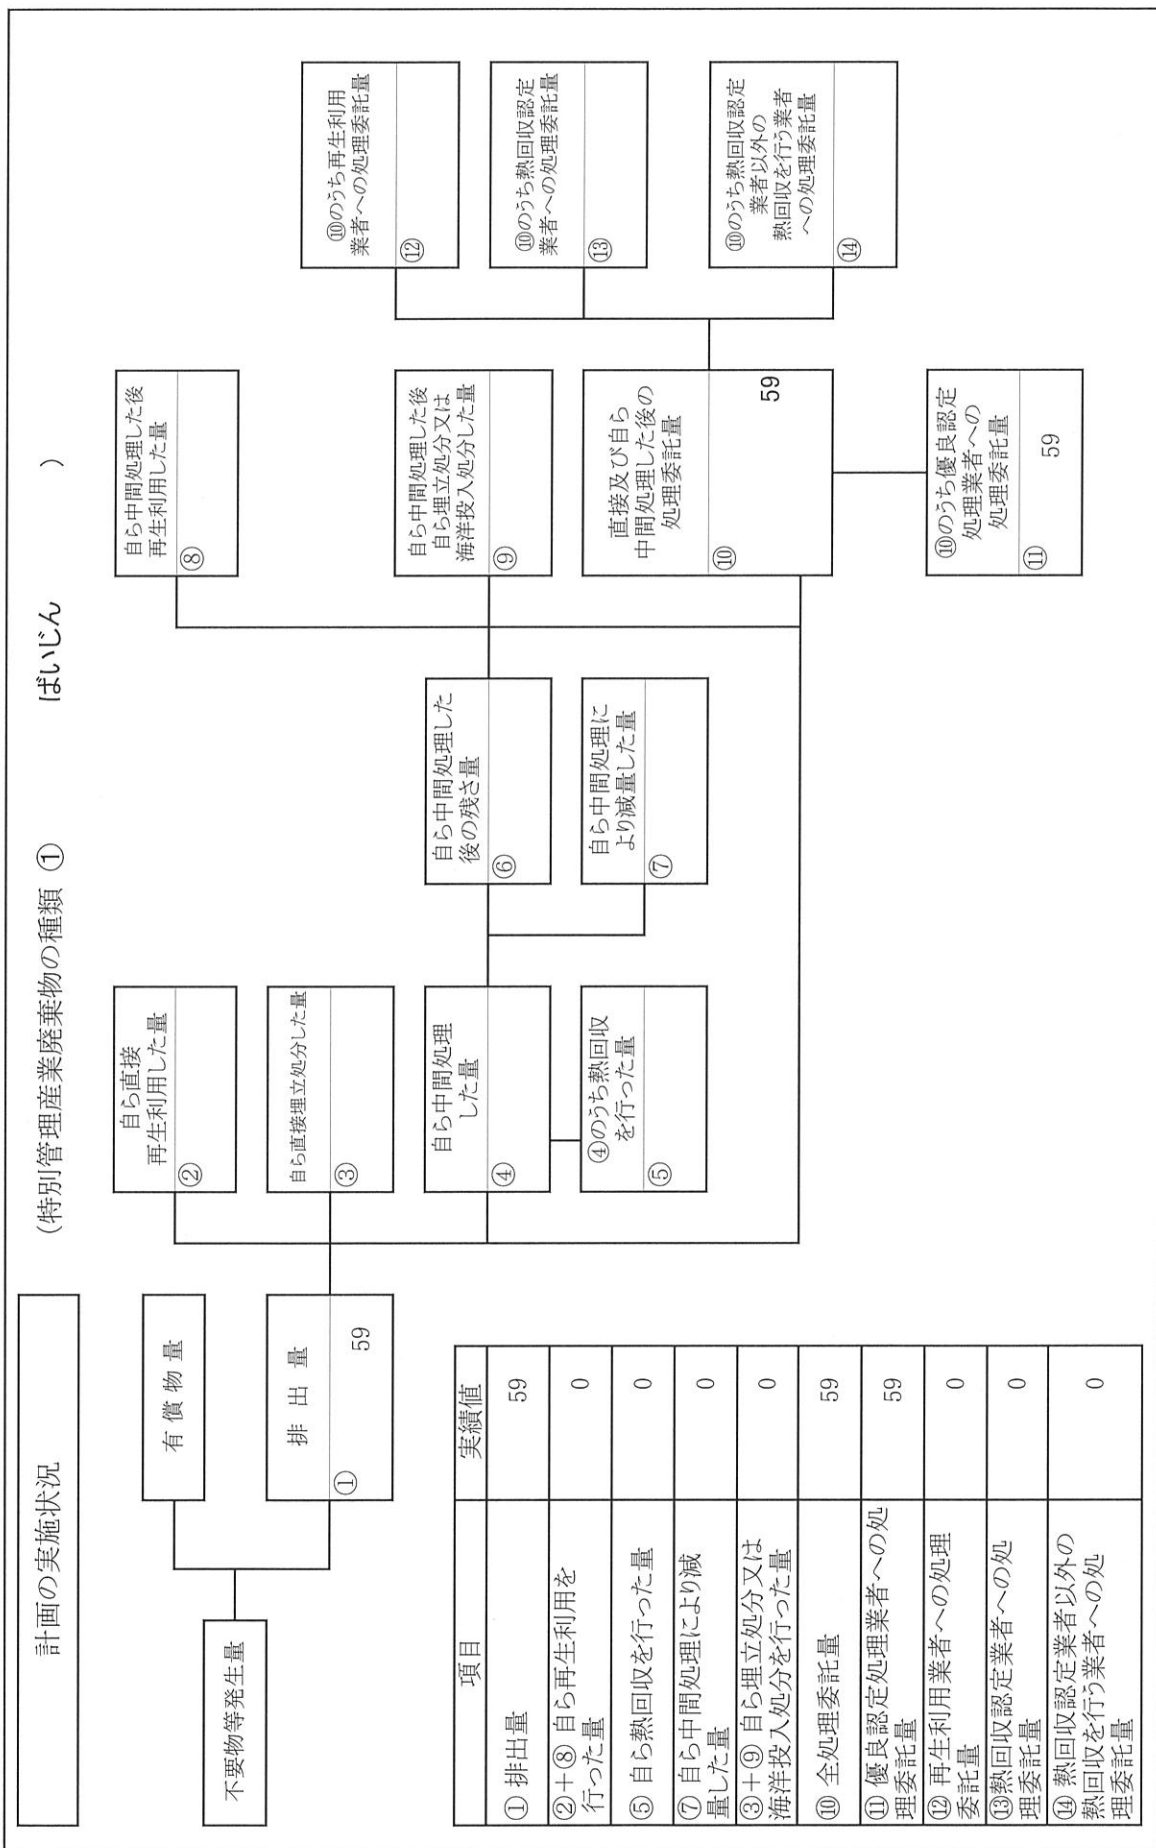 計画の実施状況
(特別管理産業廃棄物の種類 ① ばいじん )
不要物等発生量
有償物量
排出量
①
59
自ら直接
再生利用した量
②
自ら直接埋立処分した量
③
自ら中間処理
した量
④
④のうち熱回収
を行った量
⑤
自ら中間処理した
後の残さ量
⑥
自ら中間処理に
より減量した量
⑦
自ら中間処理した後
再生利用した量
⑧
自ら中間処理した後
自ら埋立処分又は
海洋投入処分した量
⑨
直接及び自ら
中間処理した後の
処理委託量
⑩
59
⑩のうち優良認定
処理業者への
処理委託量
⑪
59
⑩のうち再生利用
業者への処理委託量
⑫
⑩のうち熱回収認定
業者への処理委託量
⑬
⑩のうち熱回収認定
業者以外の
熱回収を行う業者
への処理委託量
⑭
項目 実績値
① 排出量 59
②+⑧ 自ら再生利用を
行った量 0
⑤ 自ら熱回収を行った量 0
⑦ 自ら中間処理により減
量した量 0
③+⑨ 自ら埋立処分又は
海洋投入処分を行った量 0
⑩ 全処理委託量 59
⑪ 優良認定処理業者への処
理委託量 59
⑫ 再生利用業者への処理
委託量 0
⑬熱回収認定業者への処
理委託量 0
⑭ 熱回収認定業者以外の
熱回収を行う業者への処
理委託量 0